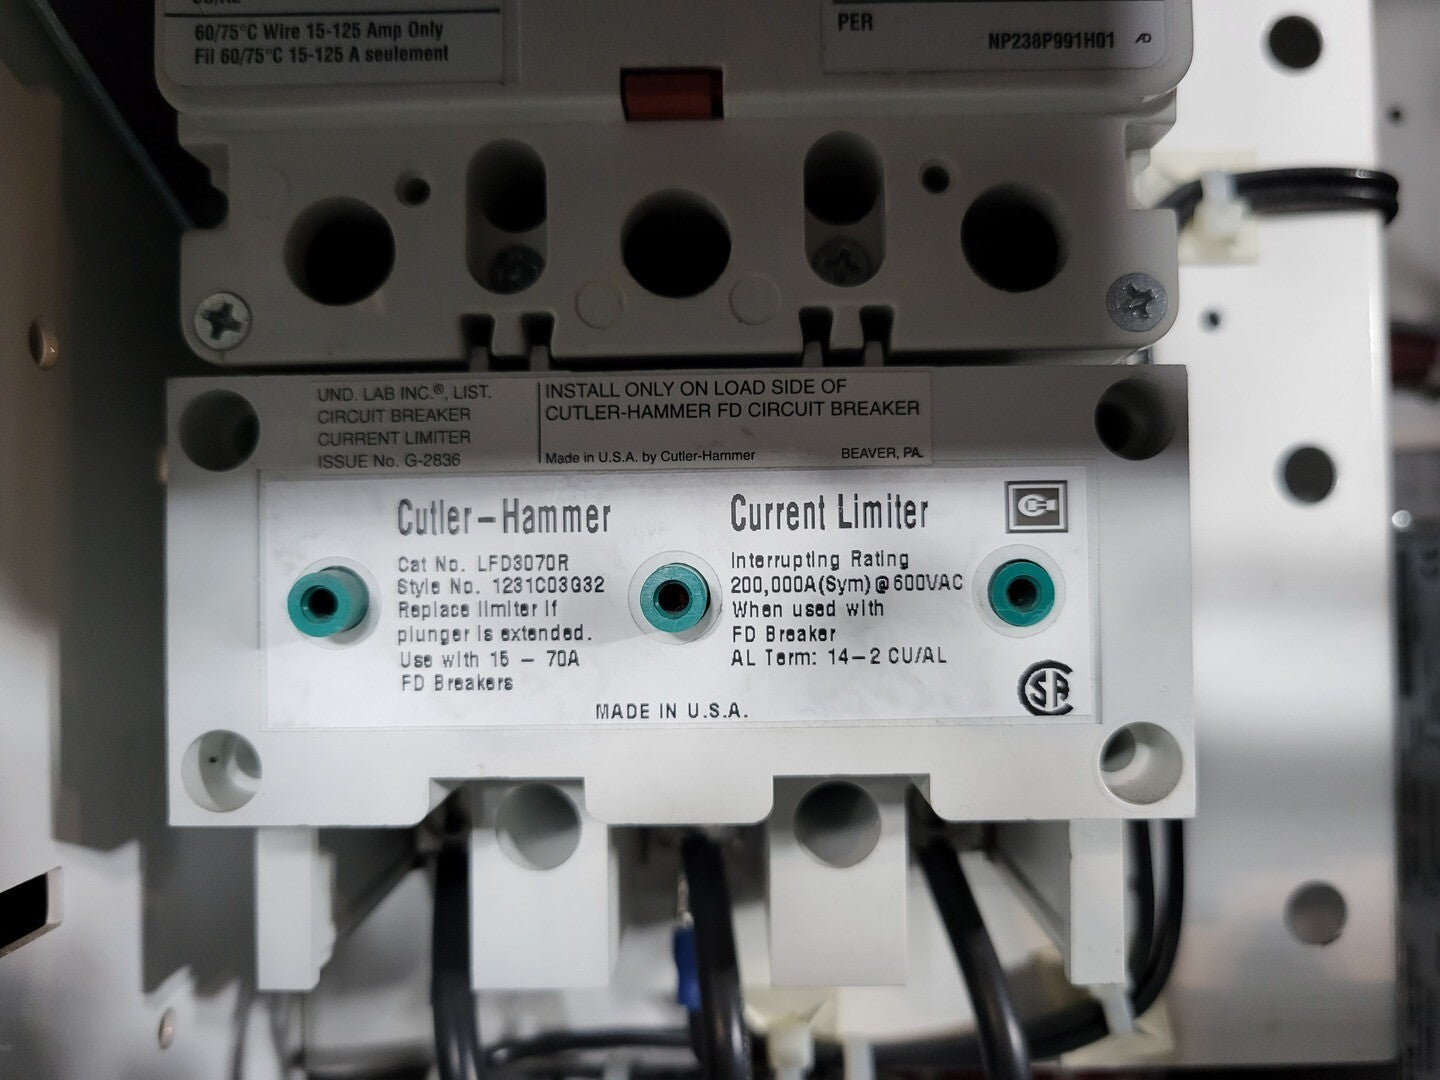 60/75°C Wire 15-125 Amp Only
Fil 60/75°C 15-125 A seulement
PER
NP238P991H01
UND. LAB INC.®, LIST.
CIRCUIT BREAKER
CURRENT LIMITER
ISSUE No. G-2836
INSTALL ONLY ON LOAD SIDE OF
CUTLER-HAMMER FD CIRCUIT BREAKER
Made in U.S.A. by Cutler-Hammer BEAVER, PA.
Cutler-Hammer
Cat No. LFD3070R
Style No. 1231C03G32
Replace limiter if
plunger is extended.
Use with 15 - 70A
FD Breakers
Current Limiter
Interrupting Rating
200,000A(Sym)@600VAC
When used with
FD Breaker
AL Term: 14-2 CU/AL
MADE IN U.S.A.
SA